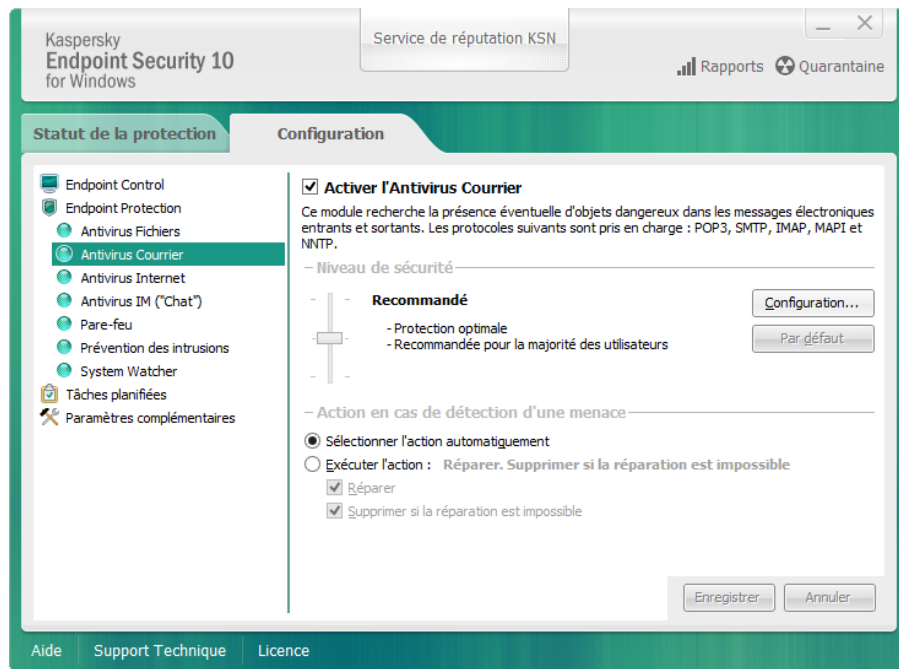 Kaspersky
Endpoint Security 10
for Windows
Service de réputation KSN
Rapports
Quarantaine
Statut de la protection
Configuration
Endpoint Control
Endpoint Protection
Antivirus Fichiers
Antivirus Courrier
Antivirus Internet
Antivirus IM ("Chat")
Pare-feu
Prévention des intrusions
System Watcher
Tâches planifiées
Paramètres complémentaires
Activer l'Antivirus Courrier
Ce module recherche la présence éventuelle d'objets dangereux dans les messages électroniques
entrants et sortants. Les protocoles suivants sont pris en charge : POP3, SMTP, IMAP, MAPI et
NNTP.
Niveau de sécurité
Recommandé
- Protection optimale
- Recommandée pour la majorité des utilisateurs
Configuration...
Par défaut
Action en cas de détection d'une menace
Sélectionner l'action automatiquement
Exécuter l'action : Réparer. Supprimer si la réparation est impossible
Réparer
Supprimer si la réparation est impossible
Enregistrer
Annuler
Aide
Support Technique
Licence